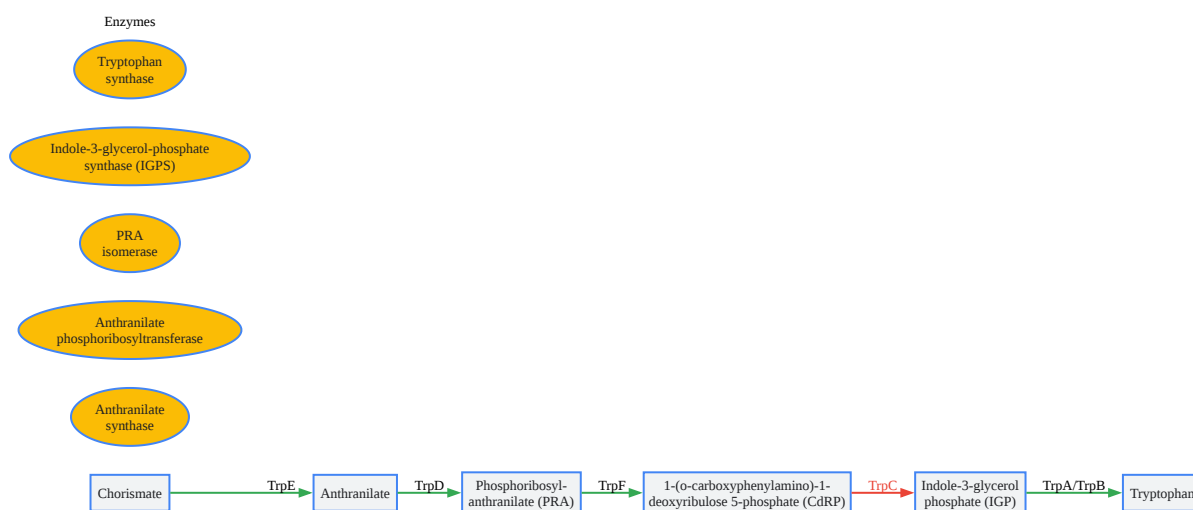 Enzymes
Tryptophan
synthase
Indole-3-glycerol-phosphate
synthase (IGPS)
PRA
isomerase
Anthranilate
phosphoribosyltransferase
Anthranilate
synthase
Chorismate
TrpE
Anthranilate
TrpD
Phosphoribosyl-
anthranilate (PRA)
TrpF
1-(o-carboxyphenylamino)-1-
deoxyribulose 5-phosphate (CdRP)
TrpC
Indole-3-glycerol
phosphate (IGP)
TrpA/TrpB
Tryptophan